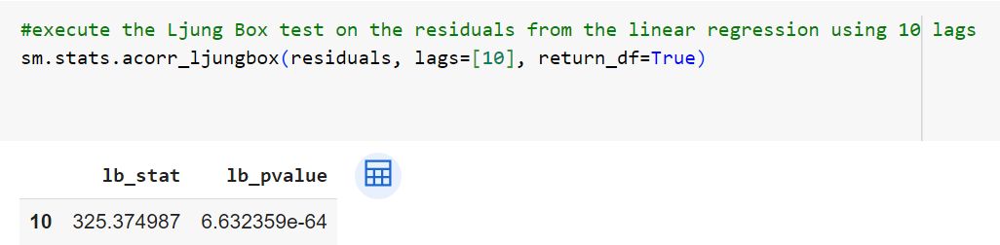 #execute the Ljung Box test on the residuals from the linear regression using 10 lags
sm.stats.acorr_ljungbox(residuals, lags=[10], return_df=True)
lb_stat lb_pvalue
10 325.374987 6.632359e-64